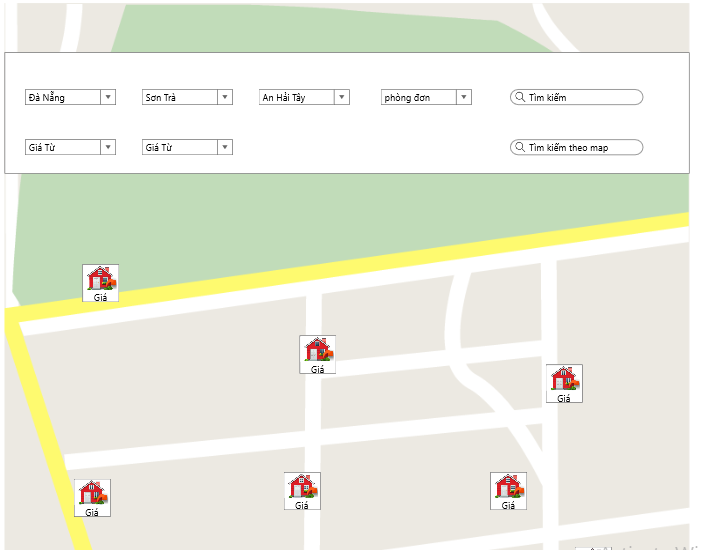 Đà Nẵng
Sơn Trà
An Hải Tây
phòng đơn
Tìm kiếm
Giá Từ
Giá Từ
Tìm kiếm theo map
Giá
Giá
Giá
Giá
Giá
Giá